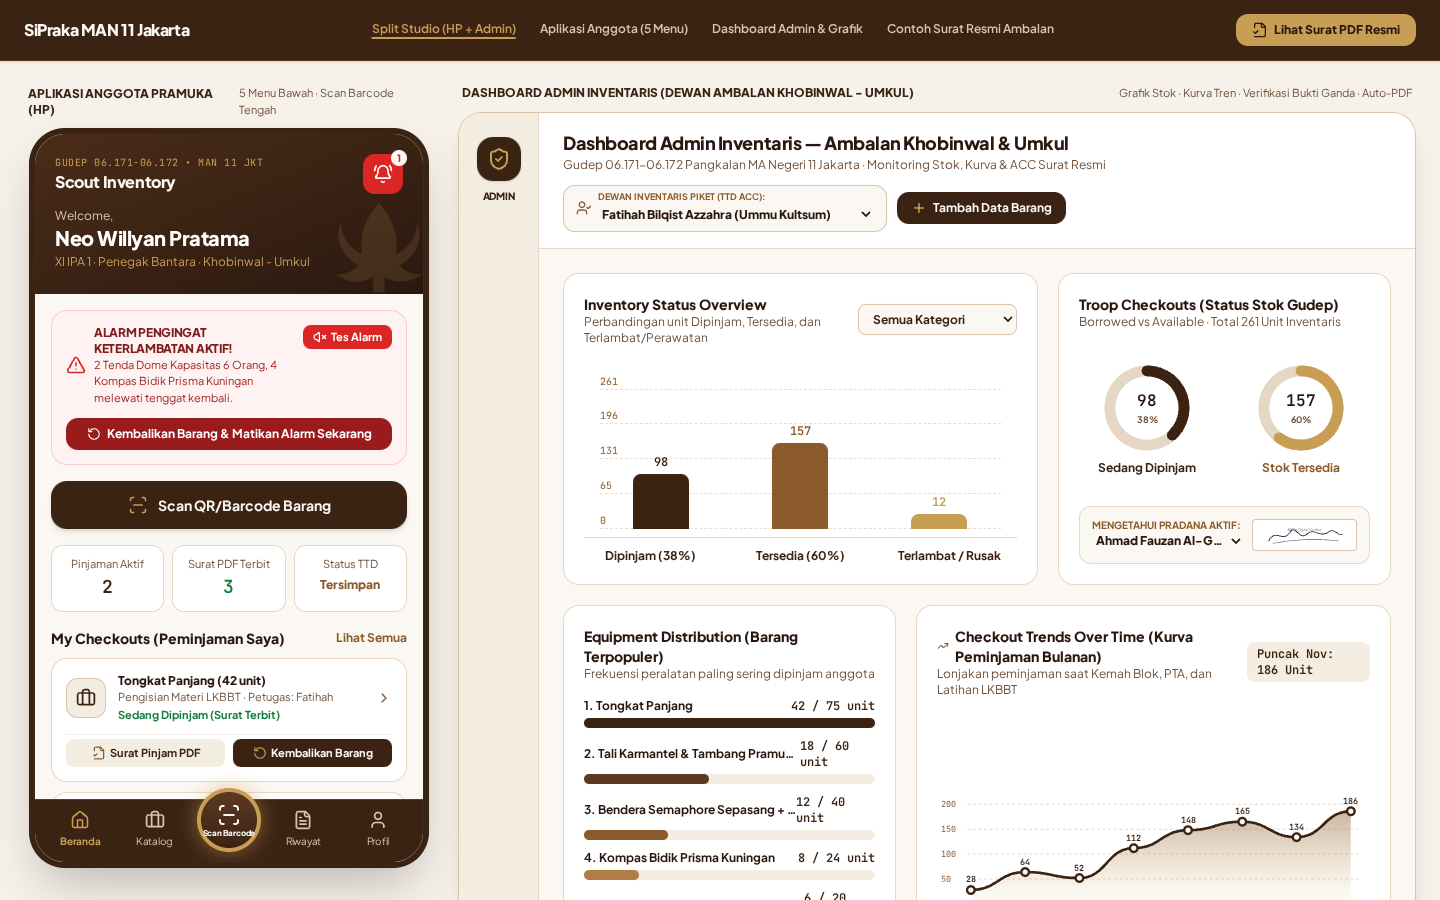 SiPraka MAN 11 Jakarta
Split Studio (HP + Admin)
Aplikasi Anggota (5 Menu)
Dashboard Admin & Grafik
Contoh Surat Resmi Ambalan
Lihat Surat PDF Resmi
APLIKASI ANGGOTA PRAMUKA
(HP)
5 Menu Bawah · Scan Barcode
Tengah
GUDEP 06.171-06.172 • MAN 11 JKT
Scout Inventory
1
Welcome,
Neo Willyan Pratama
XI IPA 1 · Penegak Bantara · Khobinwal - Umkul
ALARM PENGINGAT
KETERLAMBATAN AKTIF!
Tes Alarm
2 Tenda Dome Kapasitas 6 Orang, 4
Kompas Bidik Prisma Kuningan
melewati tenggat kembali.
Kembalikan Barang & Matikan Alarm Sekarang
Scan QR/Barcode Barang
Pinjaman Aktif
2
Surat PDF Terbit
3
Status TTD
Tersimpan
My Checkouts (Peminjaman Saya)
Lihat Semua
Tongkat Panjang (42 unit)
Pengisian Materi LKBBT · Petugas: Fatihah
Sedang Dipinjam (Surat Terbit)
Surat Pinjam PDF
Kembalikan Barang
Beranda
Katalog
Scan Barcode
Riwayat
Profil
DASHBOARD ADMIN INVENTARIS (DEWAN AMBALAN KHOBINWAL - UMKUL)
Grafik Stok · Kurva Tren · Verifikasi Bukti Ganda · Auto-PDF
ADMIN
Dashboard Admin Inventaris — Ambalan Khobinwal & Umkul
Gudep 06.171–06.172 Pangkalan MA Negeri 11 Jakarta · Monitoring Stok, Kurva & ACC Surat Resmi
DEWAN INVENTARIS PIKET (TTD ACC):
Fatihah Bilqist Azzahra (Ummu Kultsum)
Tambah Data Barang
Inventory Status Overview
Perbandingan unit Dipinjam, Tersedia, dan
Terlambat/Perawatan
Semua Kategori
261
196
131
65
0
98
157
12
Dipinjam (38%)
Tersedia (60%)
Terlambat / Rusak
Troop Checkouts (Status Stok Gudep)
Borrowed vs Available · Total 261 Unit Inventaris
98
38%
Sedang Dipinjam
157
60%
Stok Tersedia
MENGETAHUI PRADANA AKTIF:
Ahmad Fauzan Al-G...
Equipment Distribution (Barang
Terpopuler)
Frekuensi peralatan paling sering dipinjam anggota
1. Tongkat Panjang
42 / 75 unit
2. Tali Karmantel & Tambang Pramu...
18 / 60
unit
3. Bendera Semaphore Sepasang + ...
12 / 40
unit
4. Kompas Bidik Prisma Kuningan
8 / 24 unit
6 / 20
Checkout Trends Over Time (Kurva
Peminjaman Bulanan)
Lonjakan peminjaman saat Kemah Blok, PTA, dan
Latihan LKBBT
Puncak Nov:
186 Unit
200
150
100
50
28
64
52
112
148
165
134
186